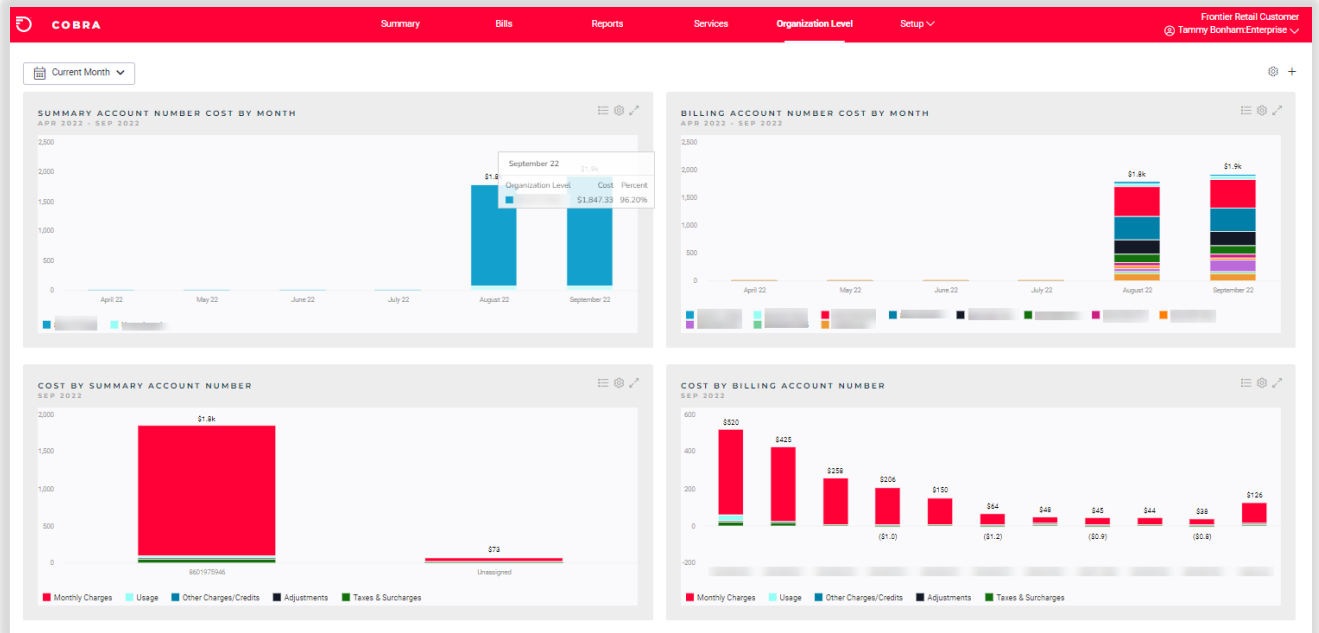 COBRA Summary Bills Reports Services Organization Level Setup
Frontier Retail Customer
Tammy Bonham:Enterprise
Current Month
SUMMARY ACCOUNT NUMBER COST BY MONTH
APR 2022 - SEP 2022
2,500
2,000
1,500
1,000
500
0
$1.8
$1.9k
September 22
Organization Level Cost Percent
$1,847.33 96.20%
April 22 May 22 June 22 July 22 August 22 September 22
BILLING ACCOUNT NUMBER COST BY MONTH
APR 2022 - SEP 2022
2,500
2,000
1,500
1,000
500
0
$1.8k $1.9k
April 22 May 22 June 22 July 22 August 22 September 22
COST BY SUMMARY ACCOUNT NUMBER
SEP 2022
2,000
1,500
1,000
500
0
$1.8k $73
8601975946 Unassigned
Monthly Charges Usage Other Charges/Credits Adjustments Taxes & Surcharges
COST BY BILLING ACCOUNT NUMBER
SEP 2022
600
400
200
0
-200
$520 $425 $258 $206 $150 $64 $48 $45 $44 $38 $126
($1.0) ($1.2) ($0.9) ($0.8)
Monthly Charges Usage Other Charges/Credits Adjustments Taxes & Surcharges